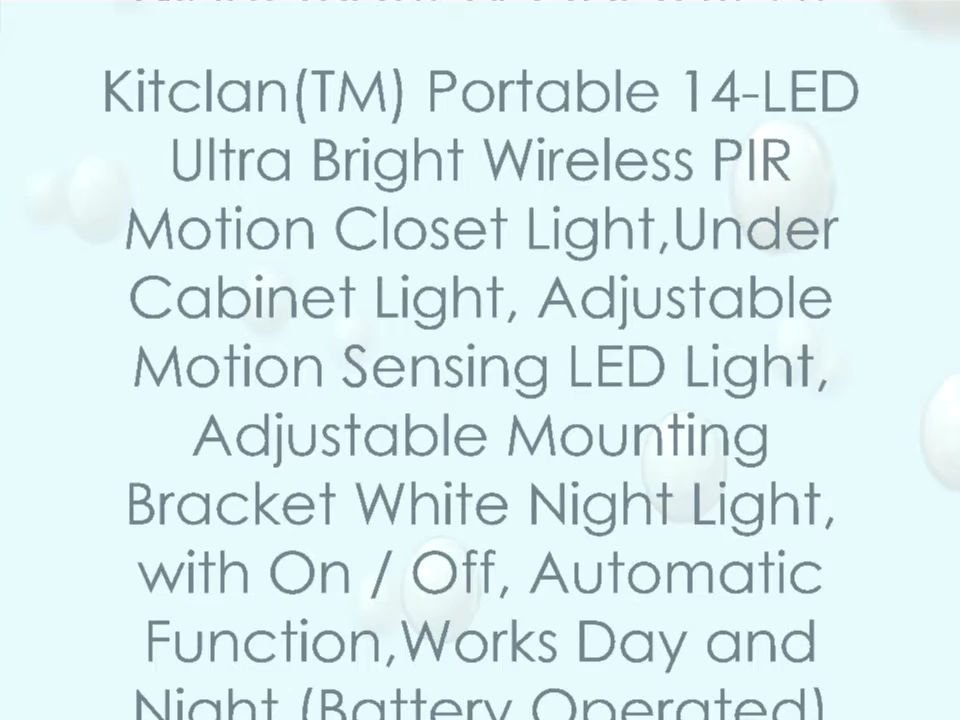 Kitclan(TM) Portable 14-LED
Ultra Bright Wireless PIR
Motion Closet Light,Under
Cabinet Light, Adjustable
Motion Sensing LED Light,
Adjustable Mounting
Bracket White Night Light,
with On / Off, Automatic
Function,Works Day and
Night (Battery Operated)